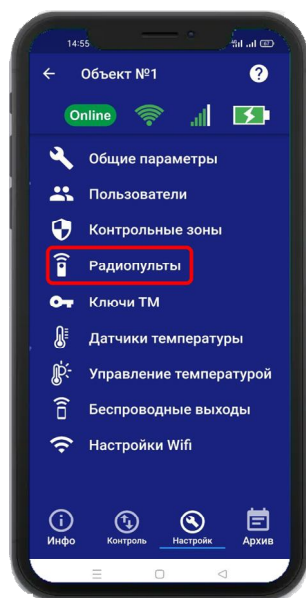 14:55
Объект №1
?
Online
Общие параметры
Пользователи
Контрольные зоны
Радиопульты
Ключи ТМ
Датчики температуры
Управление температурой
Беспроводные выходы
Настройки Wifi
Инфо Контроль Настройк Архив